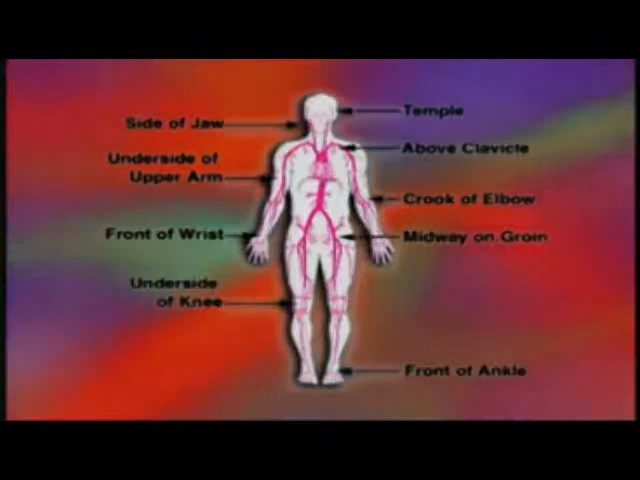 Temple
Side of Jaw
Above Clavicle
Underside of
Upper Arm
Crook of Elbow
Front of Wrist
Midway on Groin
Underside
of Knee
Front of Ankle